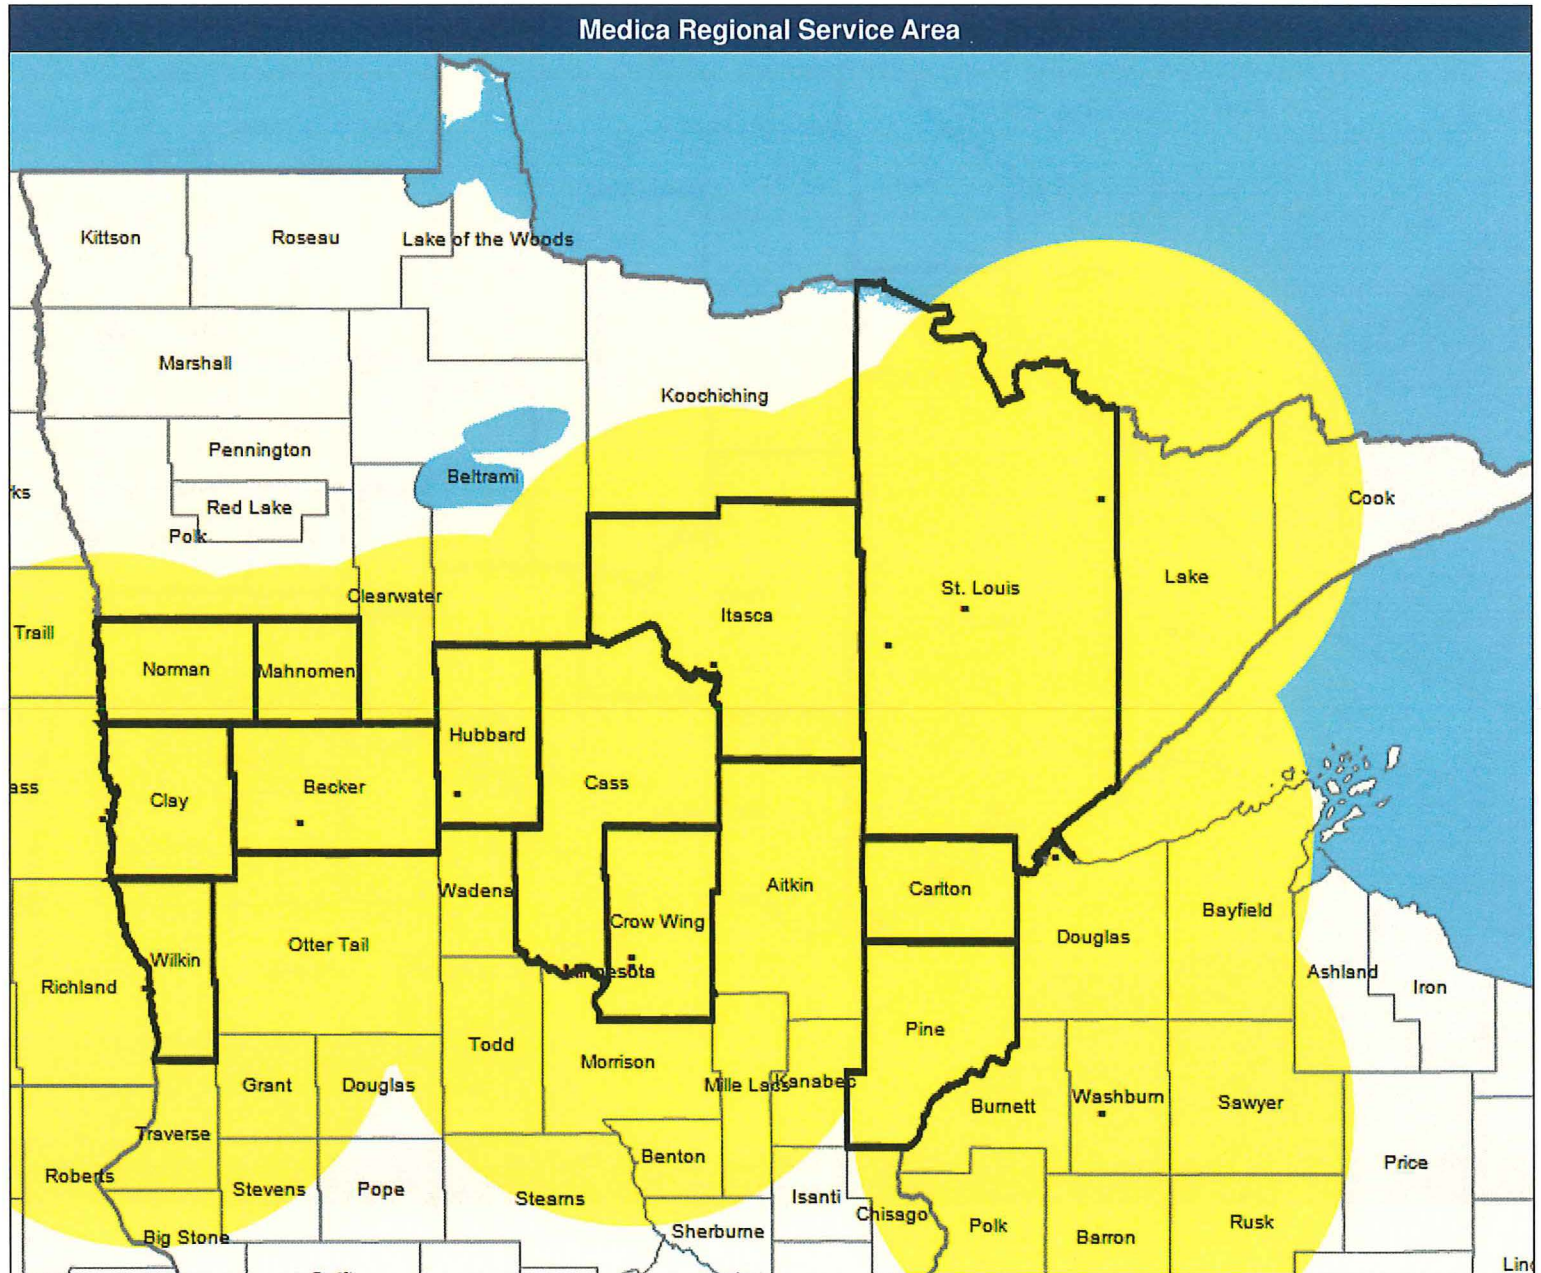 Medica Regional Service Area
Kittson
Roseau
Lake of the Woods
Marshall
Koochiching
Pennington
Beltrami
ks
Red Lake
Cook
Polk
Lake
St. Louis
Clearwater
Itasca
Traill
Norman
Mahnomen
Hubbard
Cass
ass
Becker
Clay
Aitkin
Wadena
Carlton
Bayfield
Crow Wing
Douglas
Otter Tail
Wilkin
Minnesota
Ashland
Richland
Iron
Pine
Todd
Morrison
Grant
Douglas
Mille Lacs
Kanabec
Washburn
Sawyer
Burnett
Traverse
Benton
Price
Roberts
Stevens
Pope
Stearns
Isanti
Chisago
Polk
Rusk
Sherburne
Big Stone
Barron
Linc